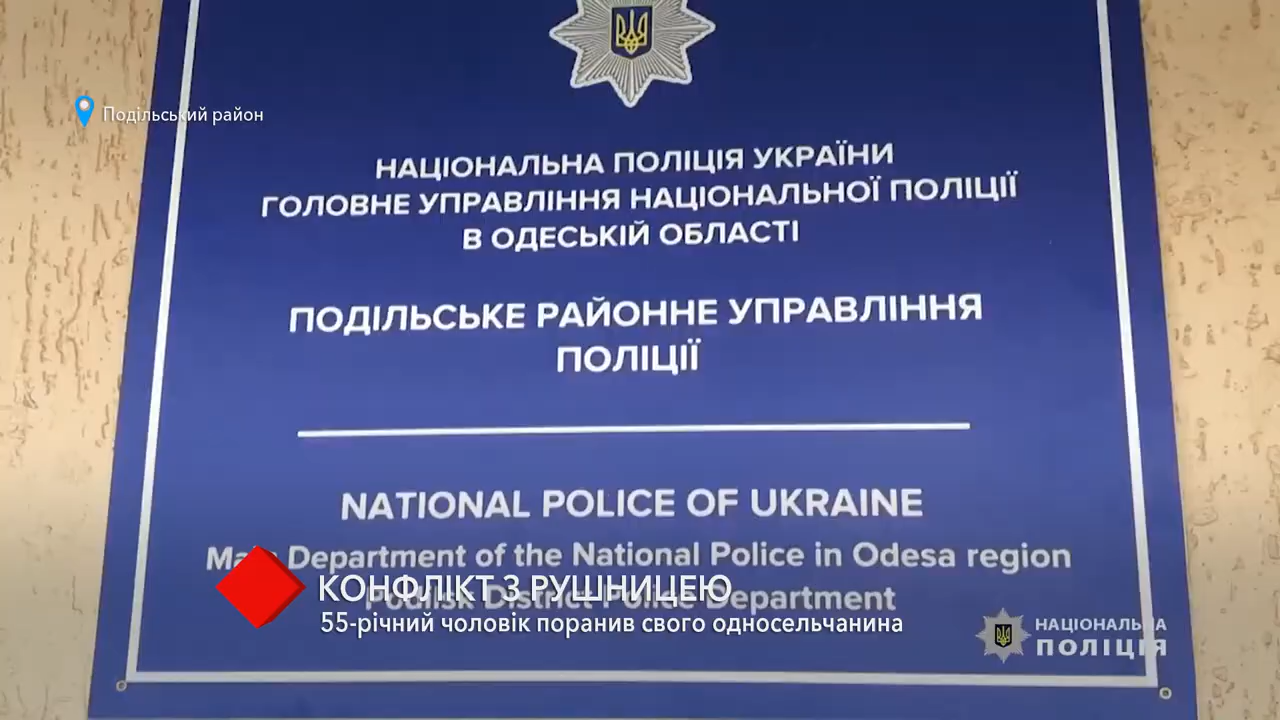 Подільський район
НАЦІОНАЛЬНА ПОЛІЦІЯ УКРАЇНИ
ГОЛОВНЕ УПРАВЛІННЯ НАЦІОНАЛЬНОЇ ПОЛІЦІЇ
В ОДЕСЬКІЙ ОБЛАСТІ
ПОДІЛЬСЬКЕ РАЙОННЕ УПРАВЛІННЯ
ПОЛІЦІЇ
NATIONAL POLICE OF UKRAINE
Department of the National Police in Odesa region
КОНФЛІКТ З РУШНИЦЕЮ
Podilsk District Police Department
55-річний чоловік поранив свого односельчанина
НАЦІОНАЛЬНА
ПОЛІЦІЯ